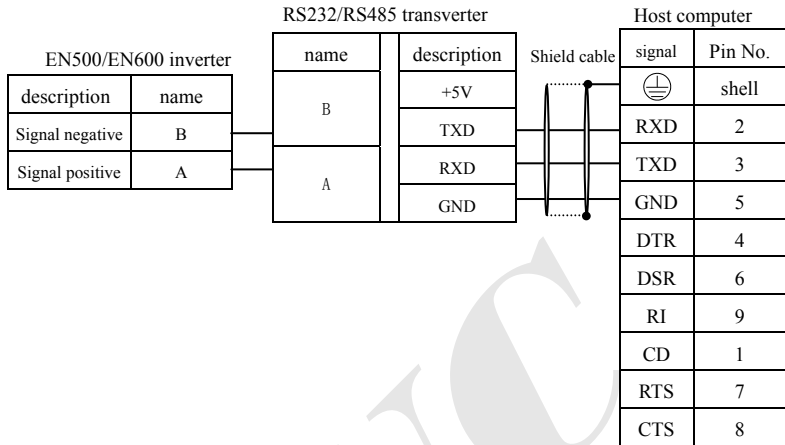 RS232/RS485 transverter
Host computer
EN500/EN600 inverter
name description
Shield cable
signal Pin No.
description name
B
+5V
shell
Signal negative B
TXD
RXD 2
Signal positive A
A
RXD
TXD 3
GND
GND 5
DTR 4
DSR 6
RI 9
CD 1
RTS 7
CTS 8